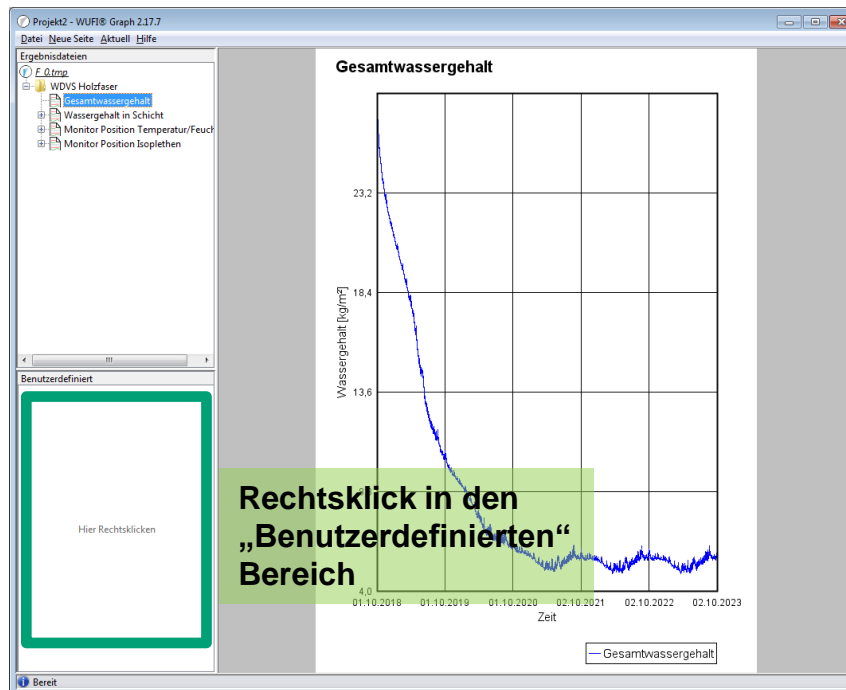 Projekt2 - WUFI® Graph 2.17.7
Datei Neue Seite Aktuell Hilfe
Ergebnisdateien
F_0.tmp
WDVS Holzfaser
Gesamtwassergehalt
Wassergehalt in Schicht
Monitor Position Temperatur/Feuch
Monitor Position Isoplethen
Benutzerdefiniert
Hier Rechtsklicken
Gesamtwassergehalt
Wassergehalt [kg/m²]
23,2
18,4
13,6
4,0
01.10.2018 01.10.2019 01.10.2020 02.10.2021 02.10.2022 02.10.2023
Zeit
Gesamtwassergehalt
Rechtsklick in den
„Benutzerdefinierten“
Bereich
Bereit